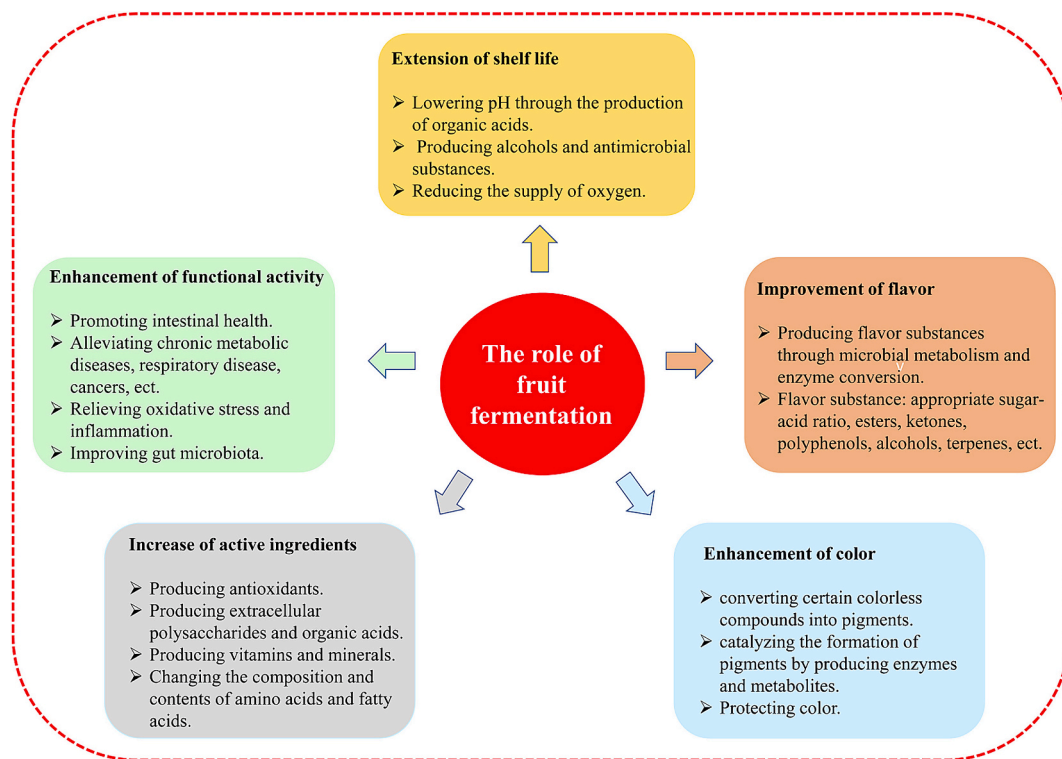 Extension of shelf life
➢ Lowering pH through the production
of organic acids.
➢ Producing alcohols and antimicrobial
substances.
➢ Reducing the supply of oxygen.
Enhancement of functional activity
➢ Promoting intestinal health.
➢ Alleviating chronic metabolic
diseases, respiratory disease,
cancers, ect.
➢ Relieving oxidative stress and
inflammation.
➢ Improving gut microbiota.
The role of
fruit
fermentation
Improvement of flavor
➢ Producing flavor substances
through microbial metabolism and
enzyme conversion.
➢ Flavor substance: appropriate sugar-
acid ratio, esters, ketones,
polyphenols, alcohols, terpenes, ect.
Increase of active ingredients
➢ Producing antioxidants.
➢ Producing extracellular
polysaccharides and organic acids.
➢ Producing vitamins and minerals.
➢ Changing the composition and
contents of amino acids and fatty
acids.
Enhancement of color
➢ converting certain colorless
compounds into pigments.
➢ catalyzing the formation of
pigments by producing enzymes
and metabolites.
➢ Protecting color.